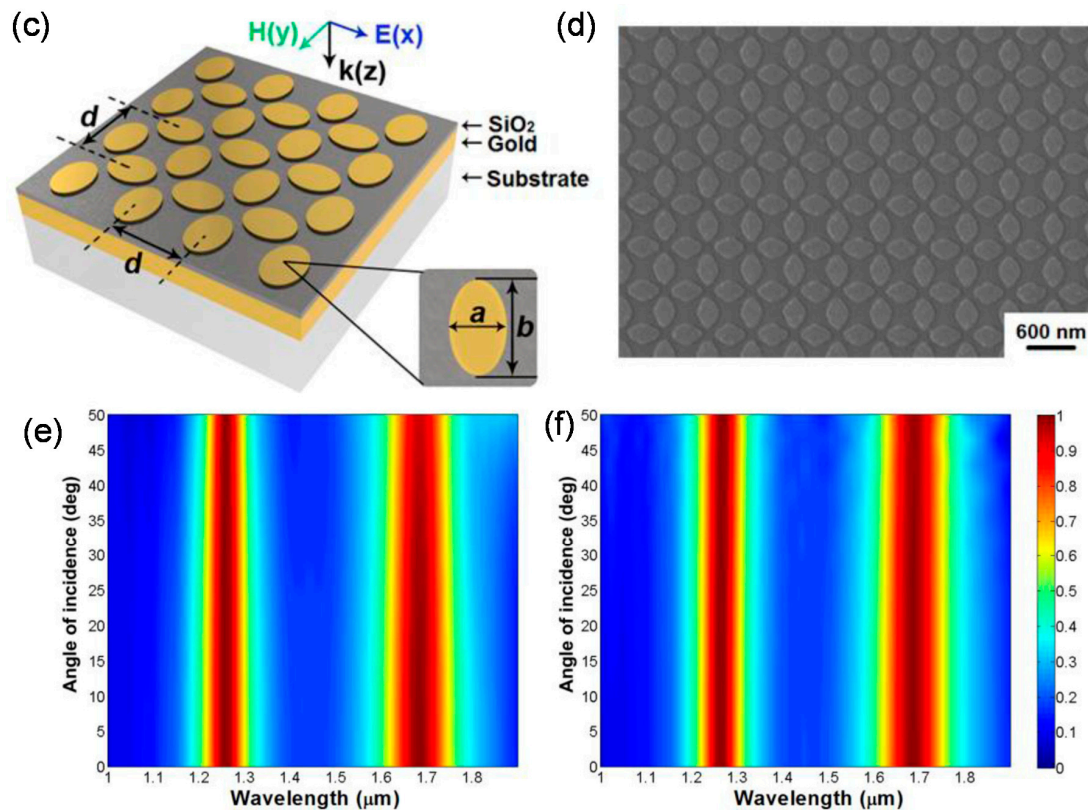 (c)
H(y)
E(x)
k(z)
d
SiO₂
Gold
Substrate
d
a
b
(d)
600 nm
(e)
50
45
40
35
30
25
20
15
10
5
0
Angle of incidence (deg)
1 1.1 1.2 1.3 1.4 1.5 1.6 1.7 1.8
Wavelength (μm)
(f)
50
45
40
35
30
25
20
15
10
5
0
Angle of incidence (deg)
1 1.1 1.2 1.3 1.4 1.5 1.6 1.7 1.8
Wavelength (μm)
1
0.9
0.8
0.7
0.6
0.5
0.4
0.3
0.2
0.1
0